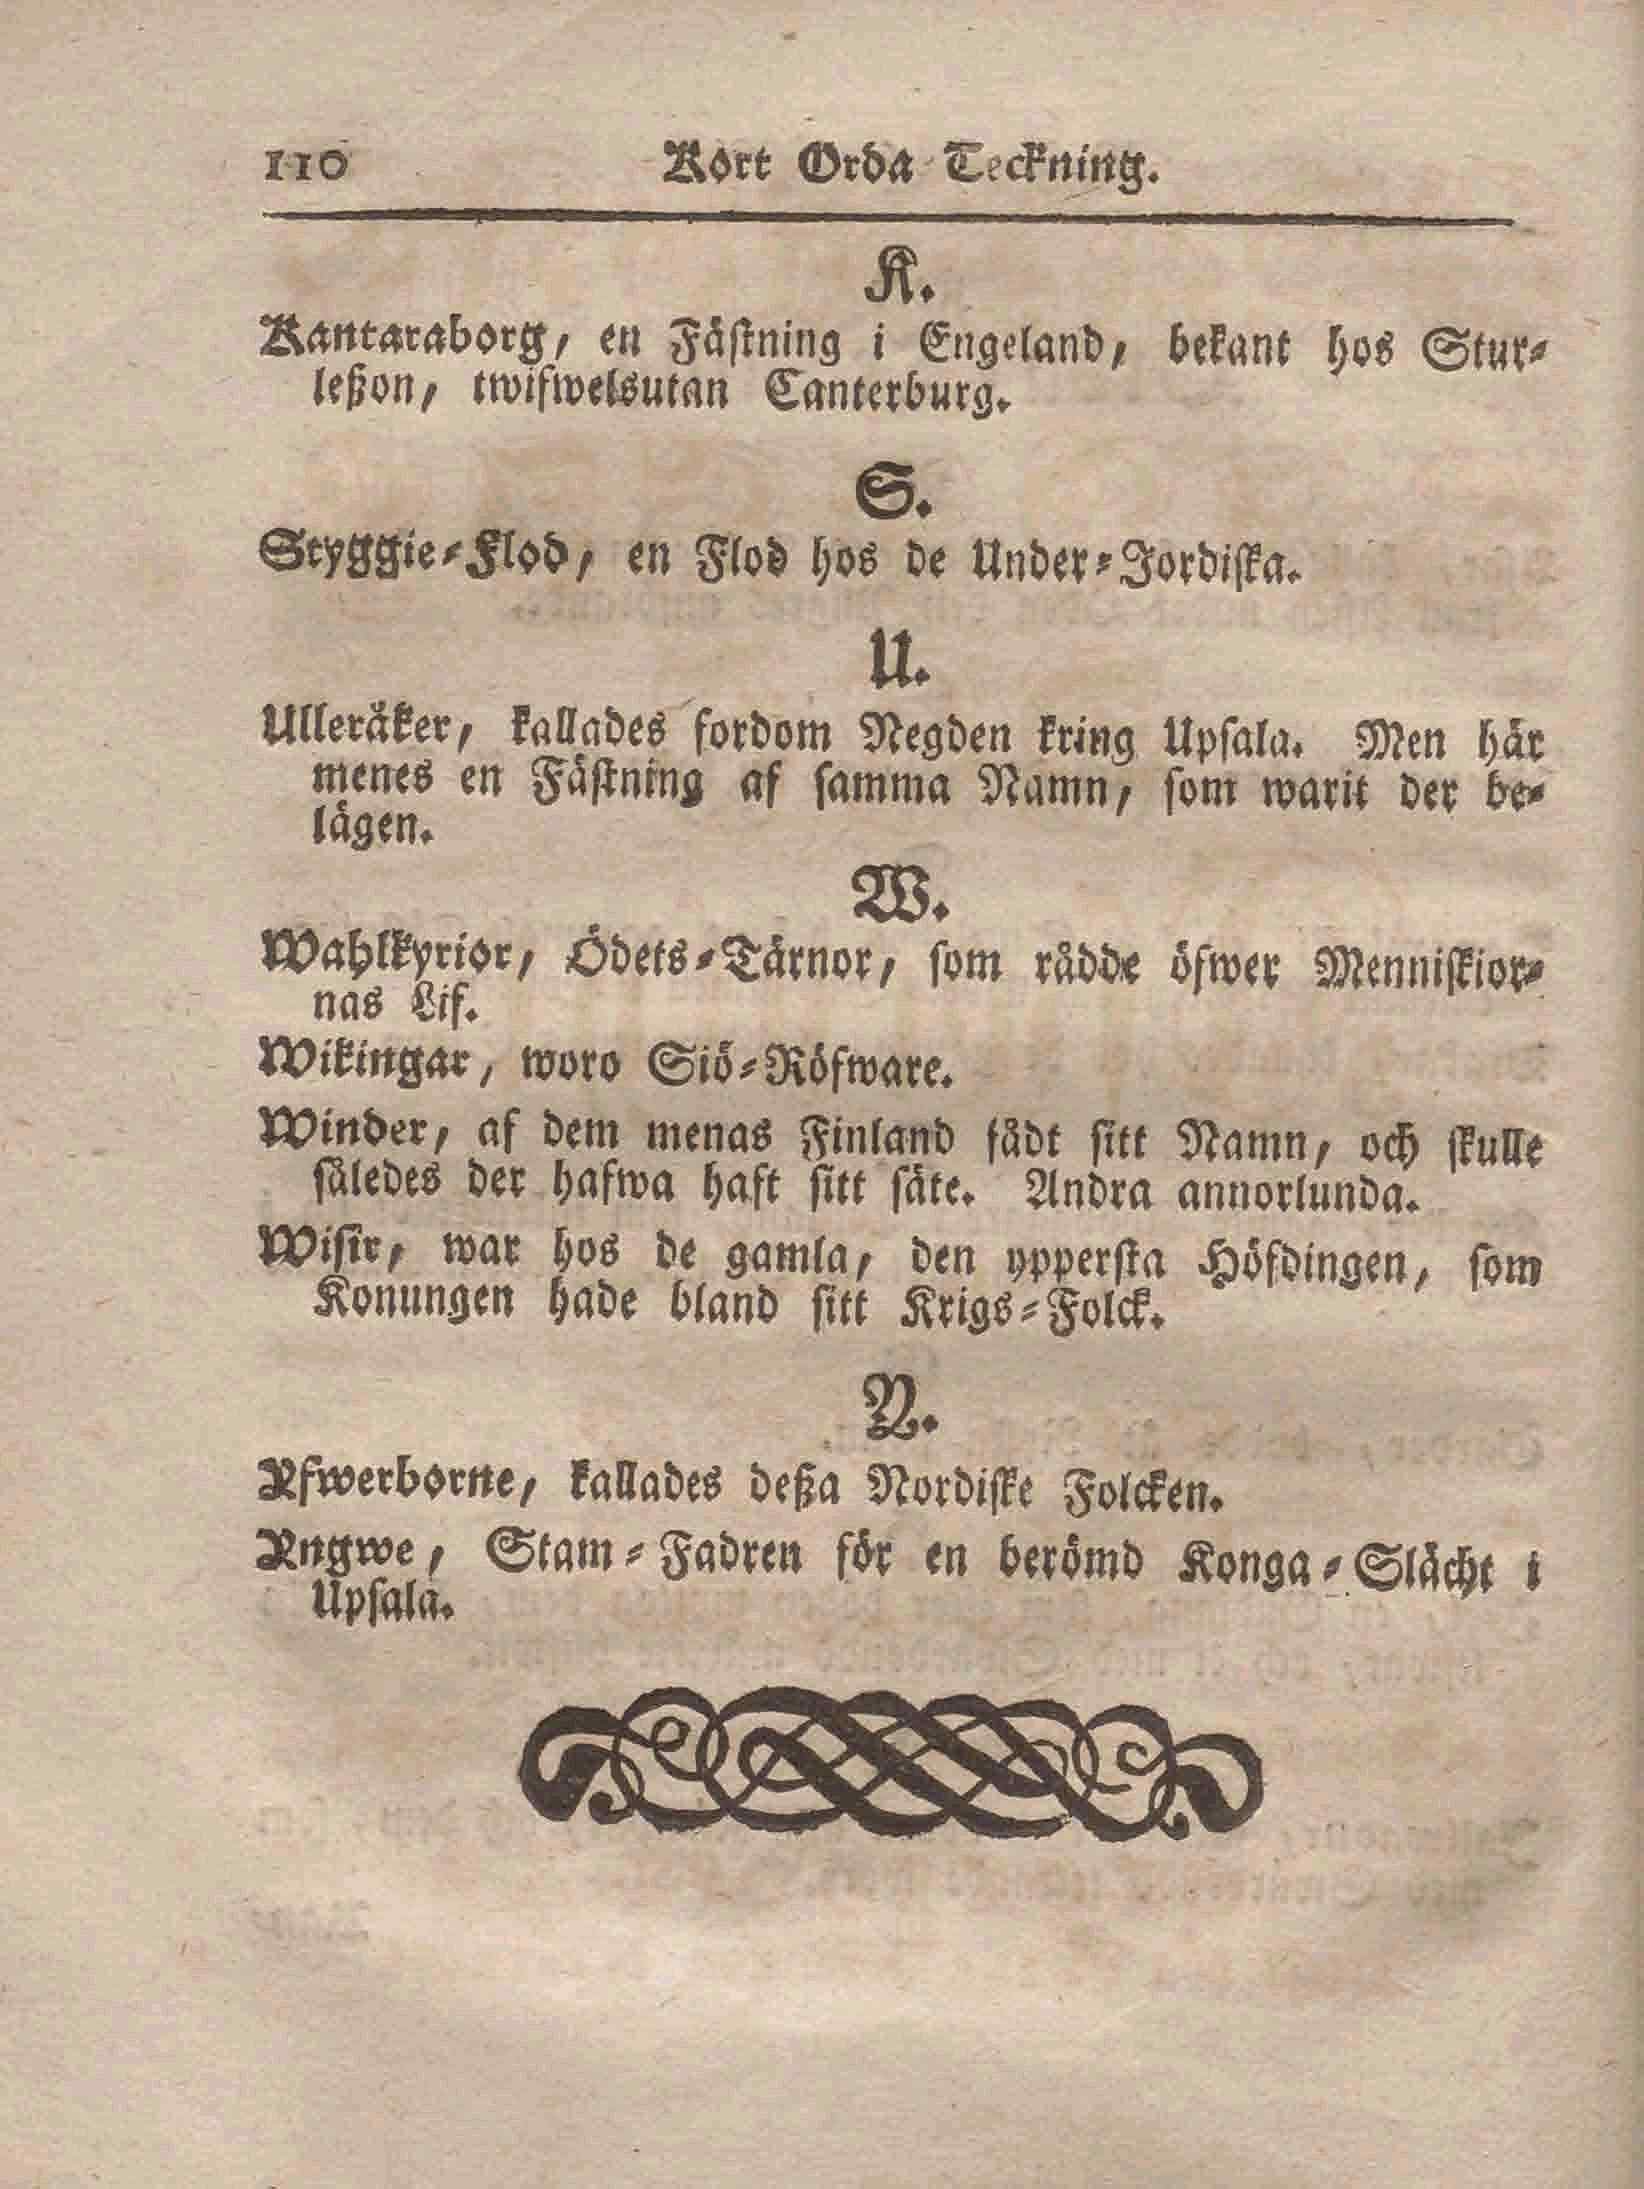 110 Kort Orda Teckning.
K.
Kantaraborg, en Fästning i Engeland, bekant hos Stur-
leßon, twifwelsutan Canterburg.
S.
Styggie-Flod, en Flod hos de Under-Jordiska.
U.
Ulleråker, kallades fordom Negden kring Upsala. Men här
menes en Fästning af samma Namn, som warit der be-
lägen.
W.
Wahlkyrior, Ödets-Tärnor, som rådde öfwer Menniskior-
nas Lif.
Wikingar, woro Siö-Röfware.
Winder, af dem menas Finland fådt sitt Namn, och skulle
således der hafwa haft sitt säte. Andra annorlunda.
Wisir, war hos de gamla, den yppersta Höfdingen, som
Konungen hade bland sitt Krigs-Folck.
Y.
Yfwerborne, kallades deßa Nordiske Folcken.
Yngwe, Stam-Fadren för en berömd Konga-Slächt i
Upsala.